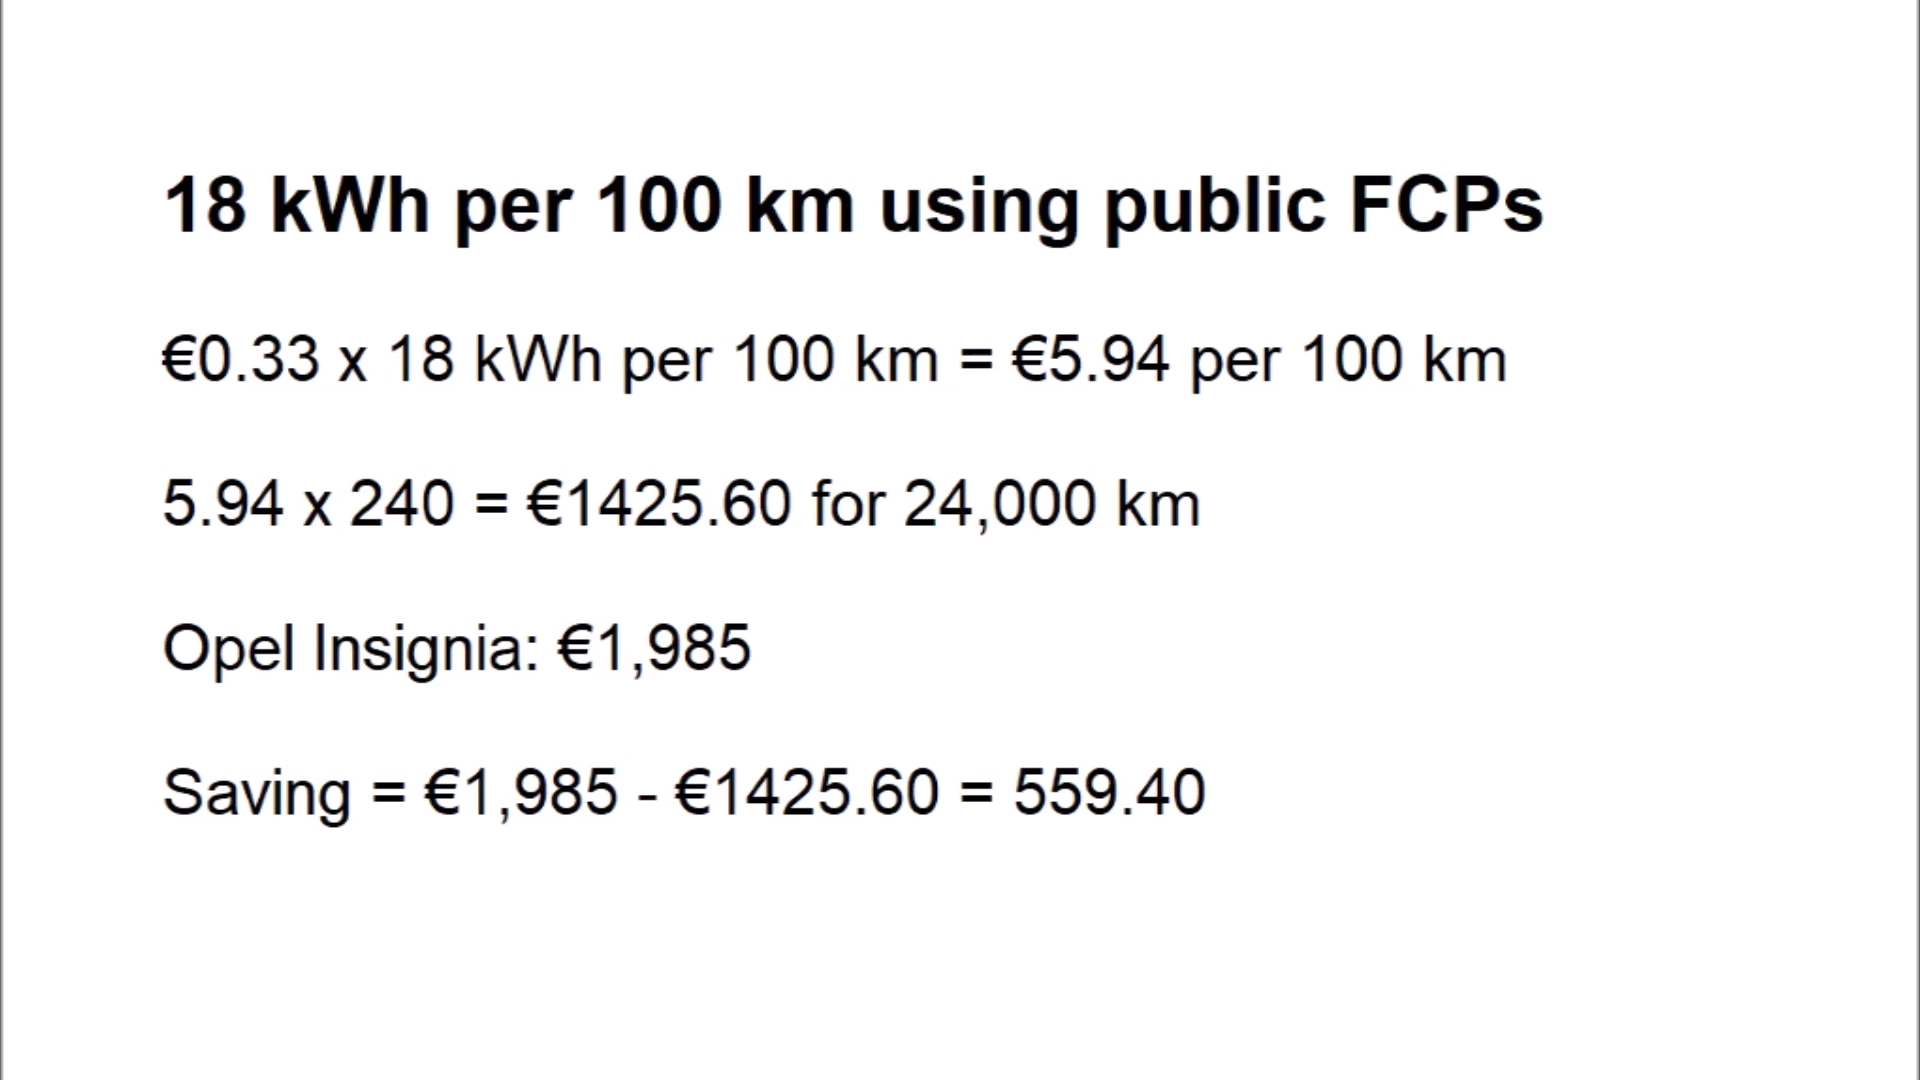 18 kWh per 100 km using public FCPs
€0.33 x 18 kWh per 100 km = €5.94 per 100 km
5.94 x 240 = €1425.60 for 24,000 km
Opel Insignia: €1,985
Saving = €1,985 - €1425.60 = 559.40